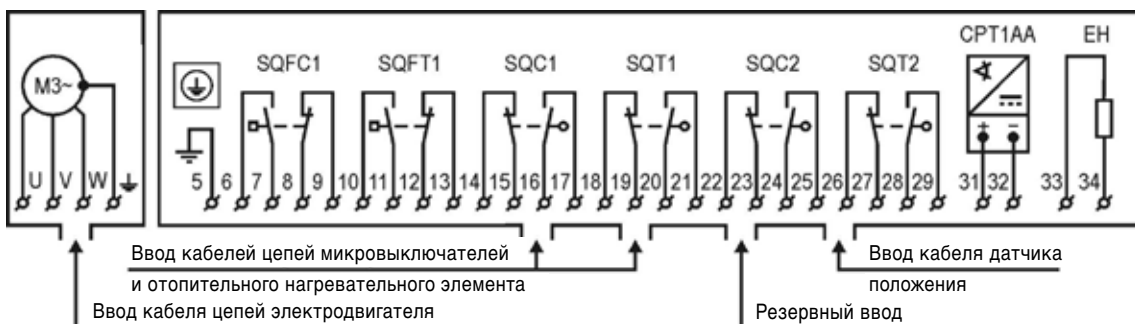 CPT1AA EH
SQFC1 SQFT1 SQC1 SQT1 SQC2 SQT2
M3~
+ −
U V W 5 6 7 8 9 10 11 12 13 14 15 16 17 18 19 20 21 22 23 24 25 26 27 28 29 31 32 33 34
Ввод кабелей цепей микровыключателей
и отопительного нагревательного элемента
Ввод кабеля датчика
положения
Ввод кабеля цепей электродвигателя
Резервный ввод